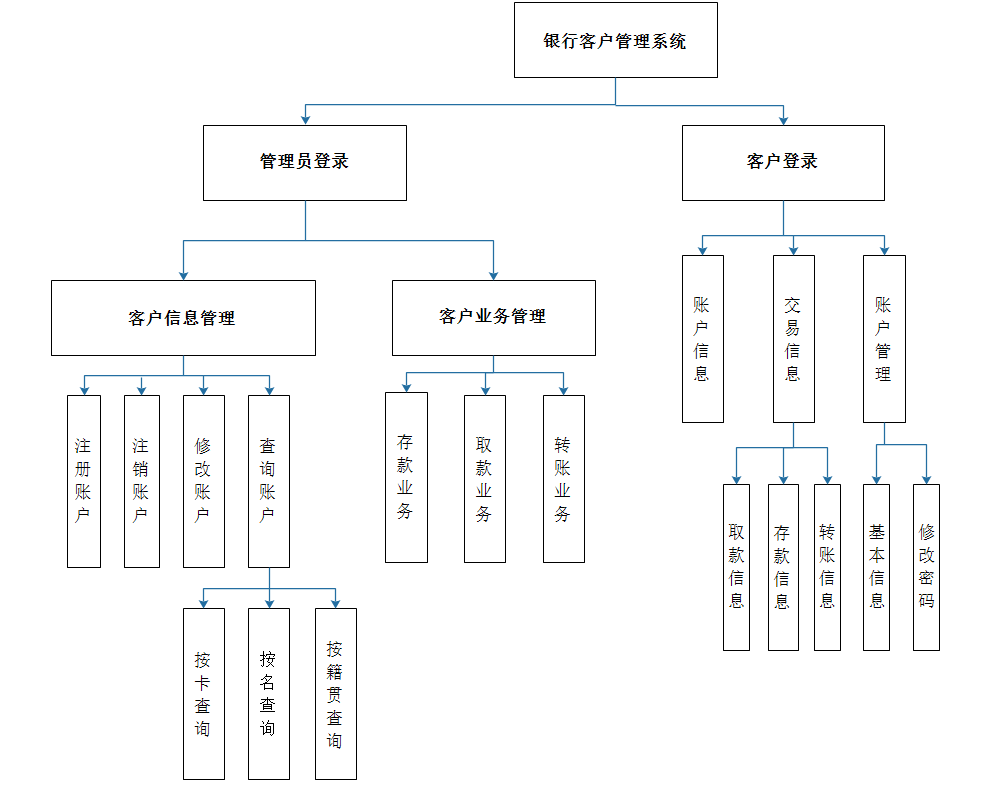 银行客户管理系统
管理员登录
客户登录
客户信息管理
客户业务管理
账户信息
交易信息
账户管理
注册账户
注销账户
修改账户
查询账户
存款业务
取款业务
转账业务
取款信息
存款信息
转账信息
基本信息
修改密码
按卡查询
按名查询
按籍贯查询